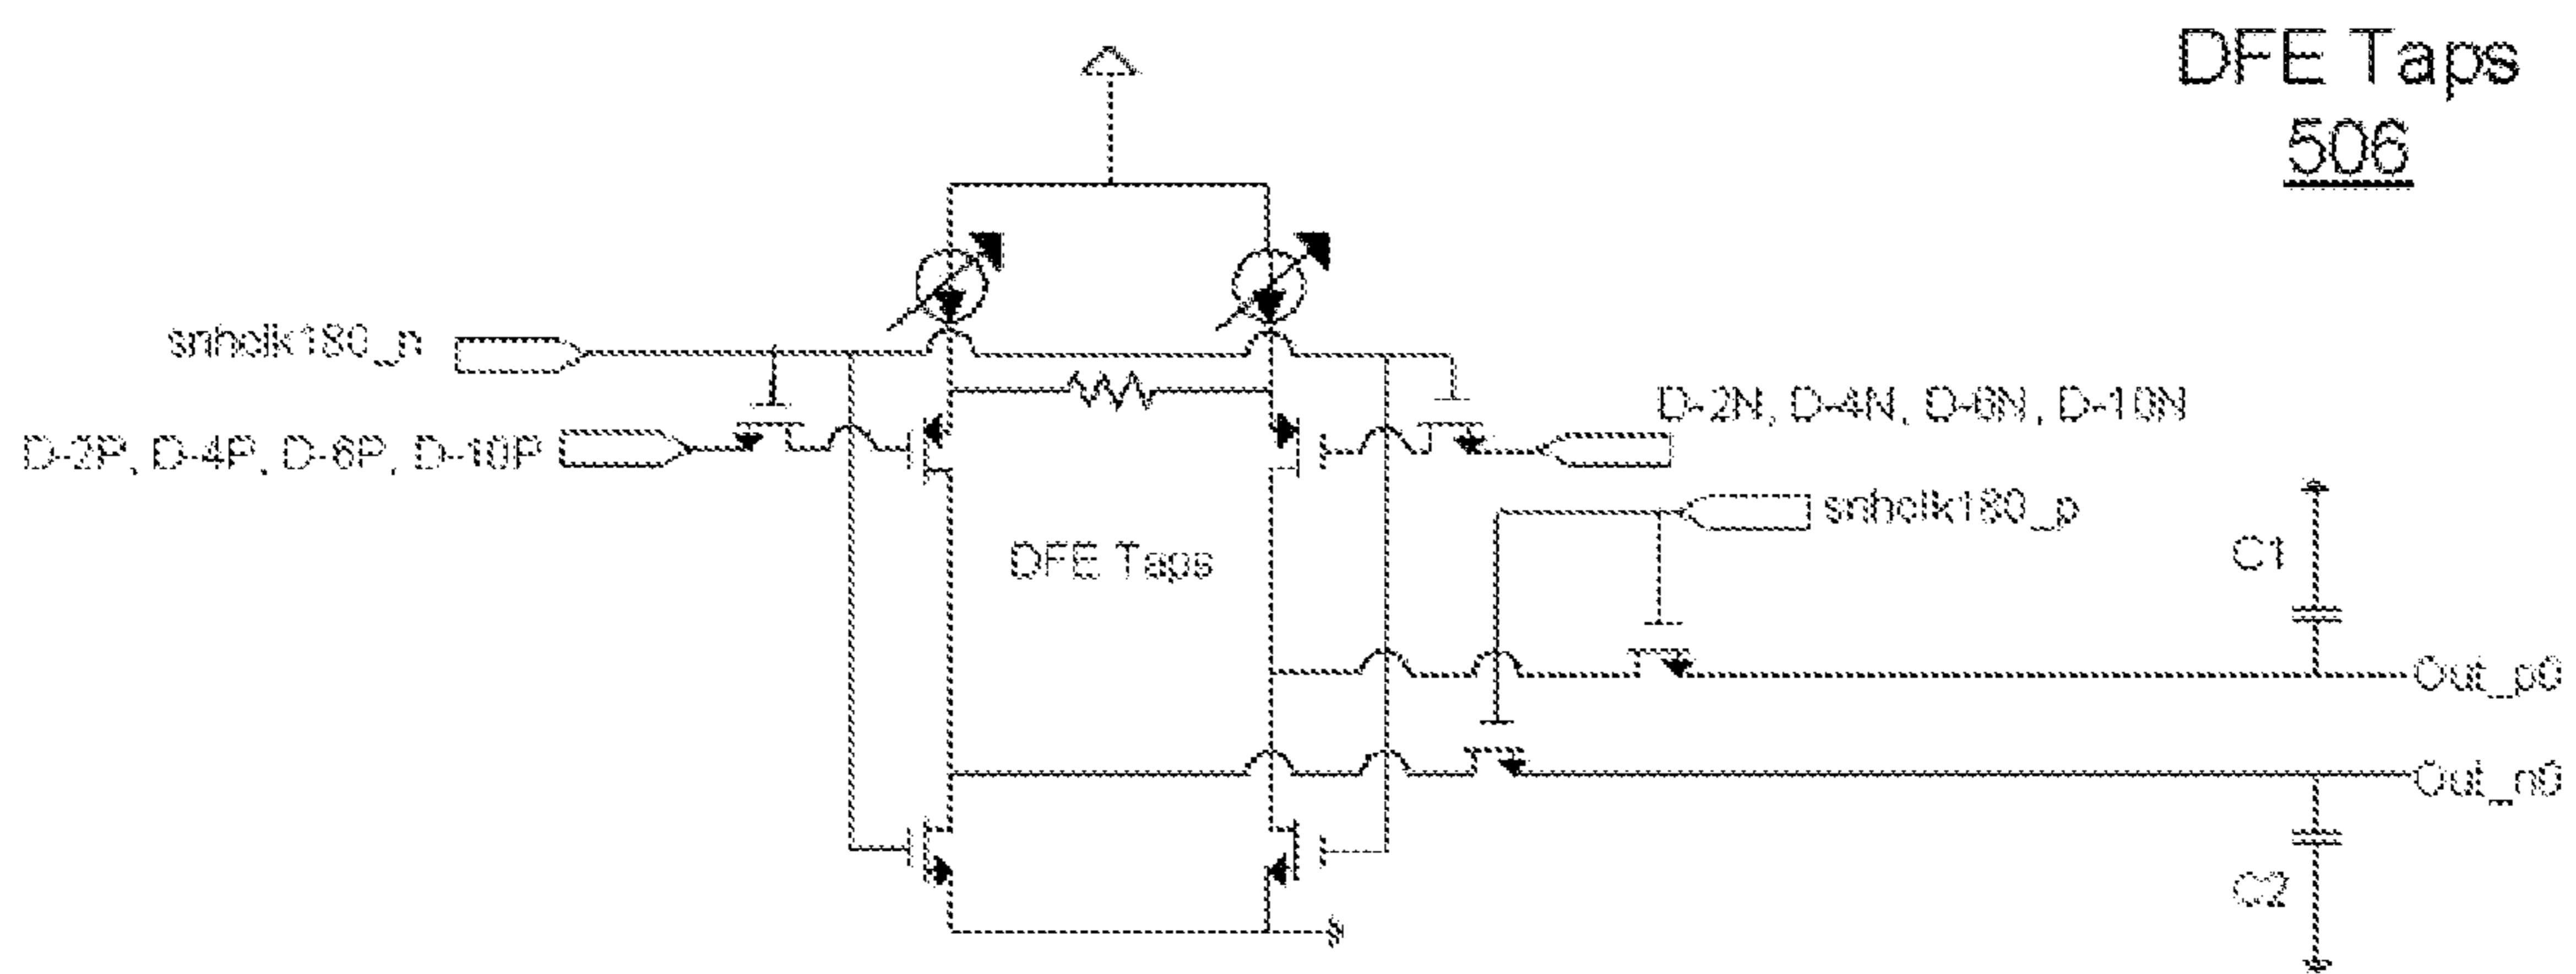 DFE Taps
506
snhclk180_n
D-2N, D-4N, D-6N, D-10N
D-2P, D-4P, D-6P, D-10P
snhclk180_p
DFE Taps
C1
Out_p0
Out_n0
C2